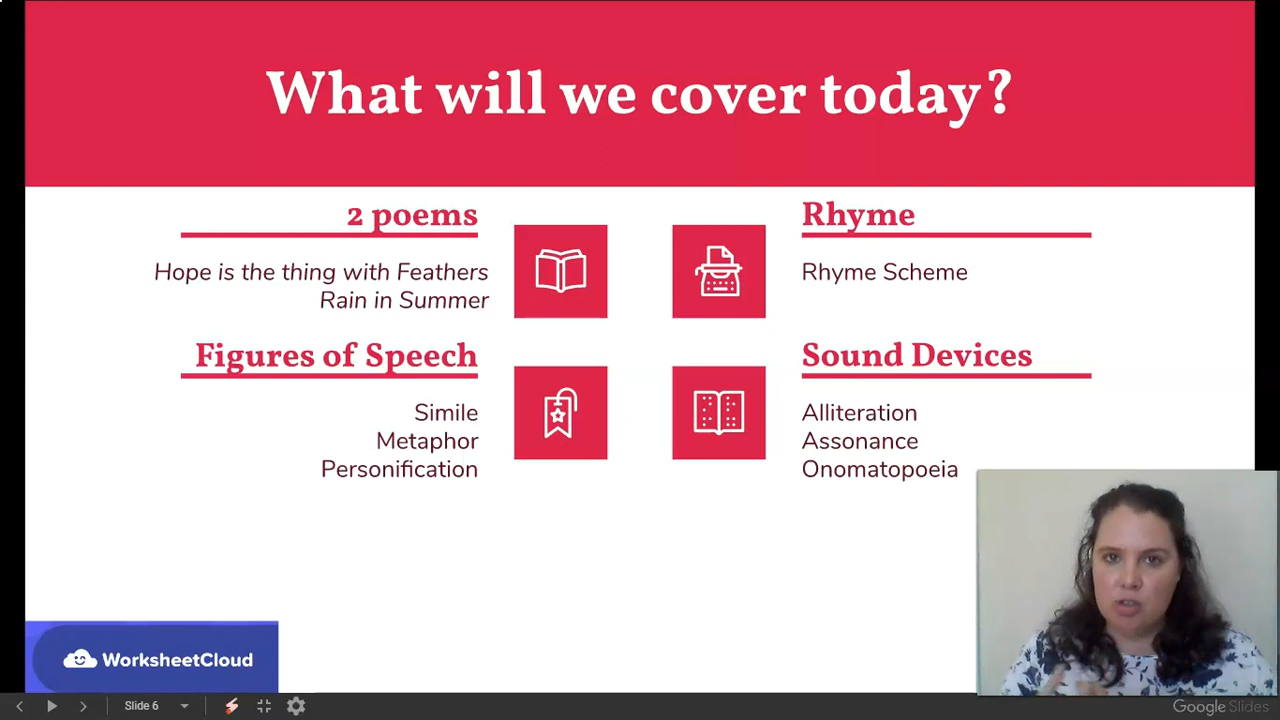 What will we cover today?
2 poems
Hope is the thing with Feathers
Rain in Summer
Rhyme
Rhyme Scheme
Figures of Speech
Simile
Metaphor
Personification
Sound Devices
Alliteration
Assonance
Onomatopoeia
WorksheetCloud
Slide 6
Google Slides